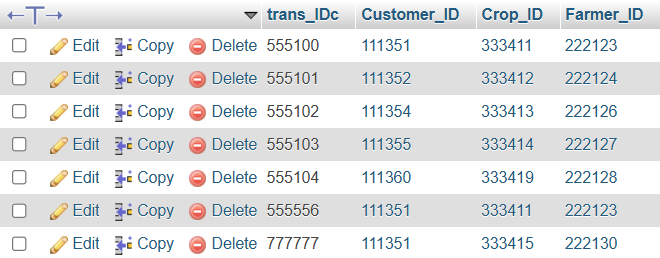 trans_IDc Customer_ID Crop_ID Farmer_ID
Edit Copy Delete 555100 111351 333411 222123
Edit Copy Delete 555101 111352 333412 222124
Edit Copy Delete 555102 111354 333413 222126
Edit Copy Delete 555103 111355 333414 222127
Edit Copy Delete 555104 111360 333419 222128
Edit Copy Delete 555556 111351 333411 222123
Edit Copy Delete 777777 111351 333415 222130